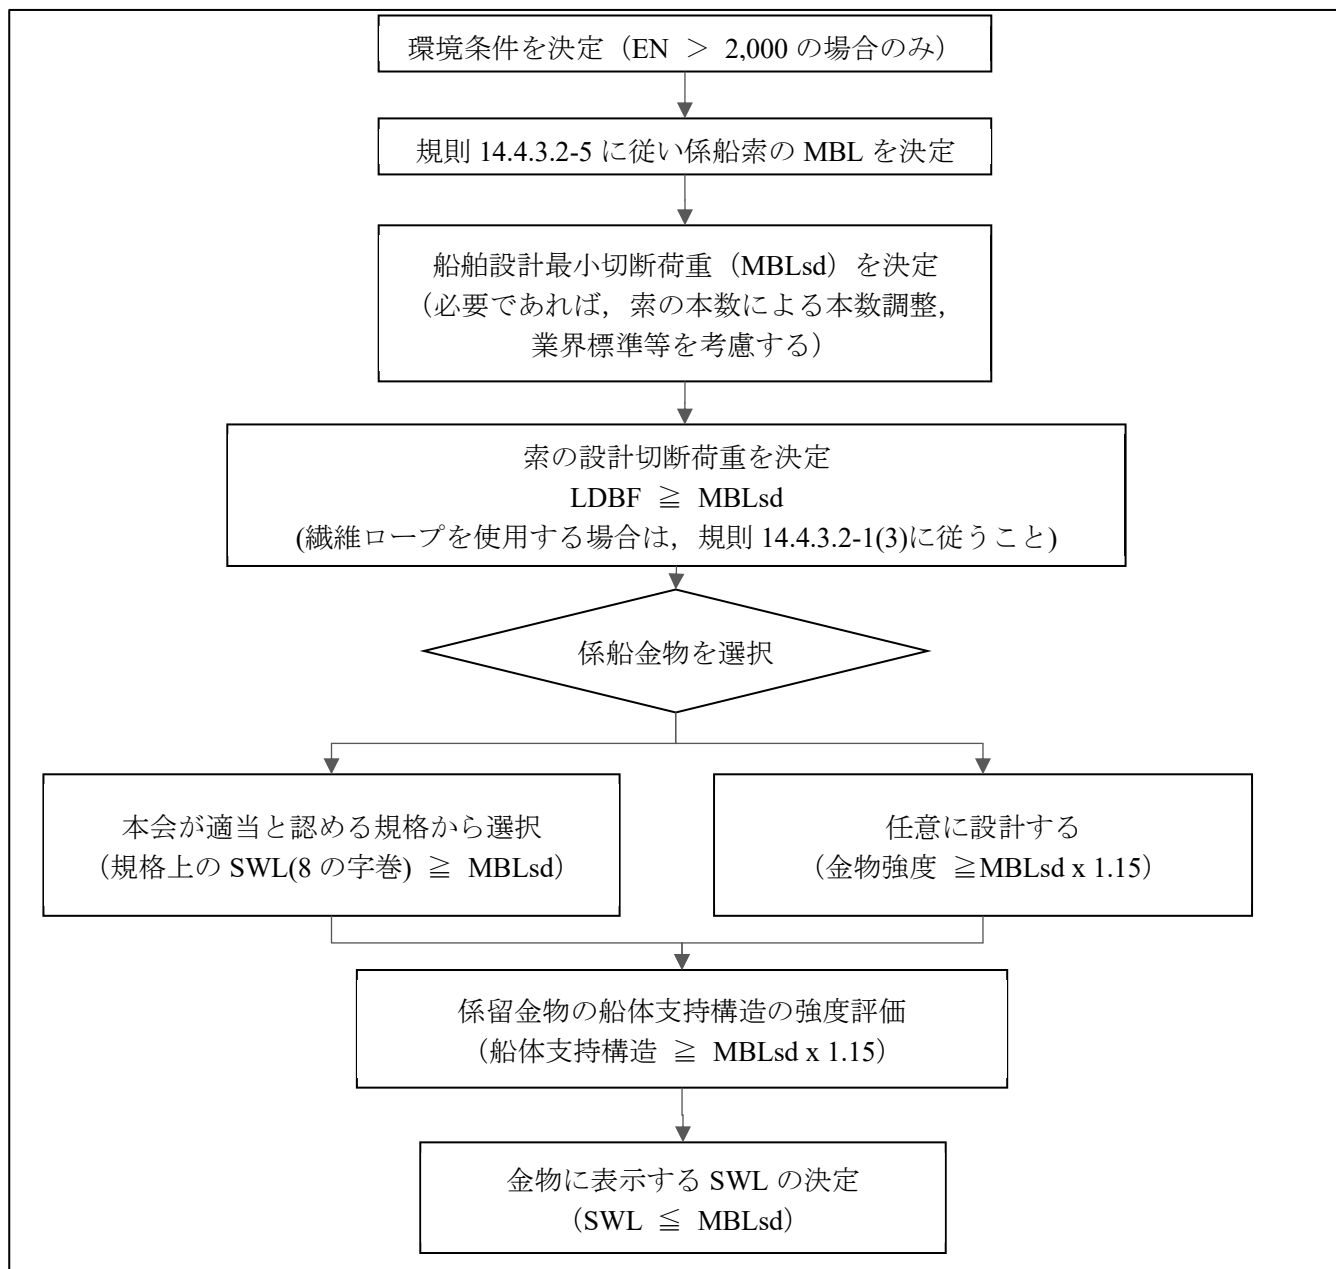 環境条件を決定（EN ＞ 2,000 の場合のみ）
規則 14.4.3.2-5 に従い係船索の MBL を決定
船舶設計最小切断荷重（MBLsd）を決定
（必要であれば，索の本数による本数調整，
業界標準等を考慮する）
索の設計切断荷重を決定
LDBF ≧ MBLsd
(繊維ロープを使用する場合は，規則 14.4.3.2-1(3)に従うこと)
係船金物を選択
本会が適当と認める規格から選択
（規格上の SWL(8 の字巻) ≧ MBLsd）
任意に設計する
（金物強度 ≧MBLsd x 1.15）
係留金物の船体支持構造の強度評価
（船体支持構造 ≧ MBLsd x 1.15）
金物に表示する SWL の決定
（SWL ≦ MBLsd）